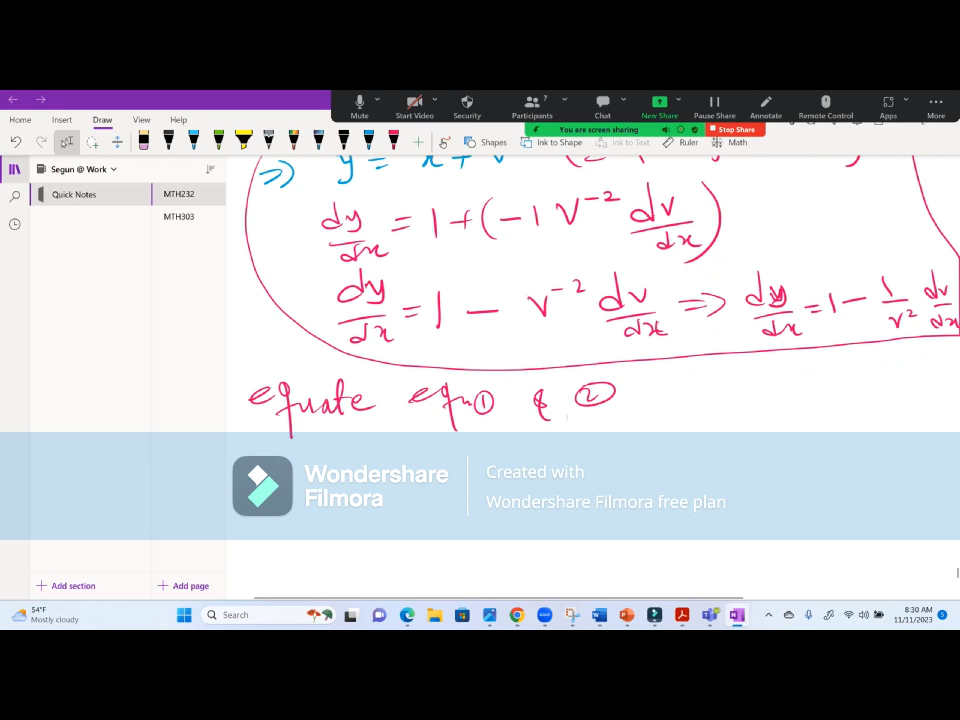 Mute
Start Video
Security
7
Participants
Chat
New Share
Pause Share
Annotate
Remote Control
Apps
More
You are screen sharing
Stop Share
Home Insert Draw View Help
Shapes Ink to Shape Ink to Text Ruler Math
Segun @ Work
Quick Notes
MTH232
MTH303
⇒ y = x + v
dy/dx = 1 + (-1 v⁻² dv/dx)
dy/dx = 1 - v⁻² dv/dx ⇒ dy/dx = 1 - 1/v² dv/dx
equate eqn ① & ②
Wondershare
Filmora
Created with
Wondershare Filmora free plan
Add section
Add page
54°F
Mostly cloudy
Search
8:30 AM
11/11/2023
5